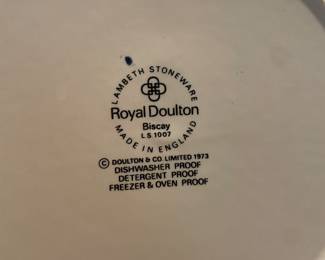 LAMBETH STONEWARE
Royal Doulton
Biscay
L.S.1007
MADE IN ENGLAND
© DOULTON & CO. LIMITED 1973
DISHWASHER PROOF
DETERGENT PROOF
FREEZER & OVEN PROOF